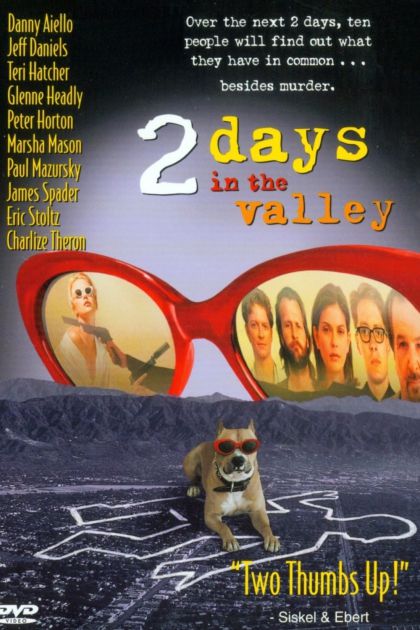 Danny Aiello
Jeff Daniels
Teri Hatcher
Glenne Headly
Peter Horton
Marsha Mason
Paul Mazursky
James Spader
Eric Stoltz
Charlize Theron
Over the next 2 days, ten
people will find out what
they have in common . . .
besides murder.
2 days
in the
valley
"Two Thumbs Up!"
- Siskel & Ebert
DVD
VIDEO